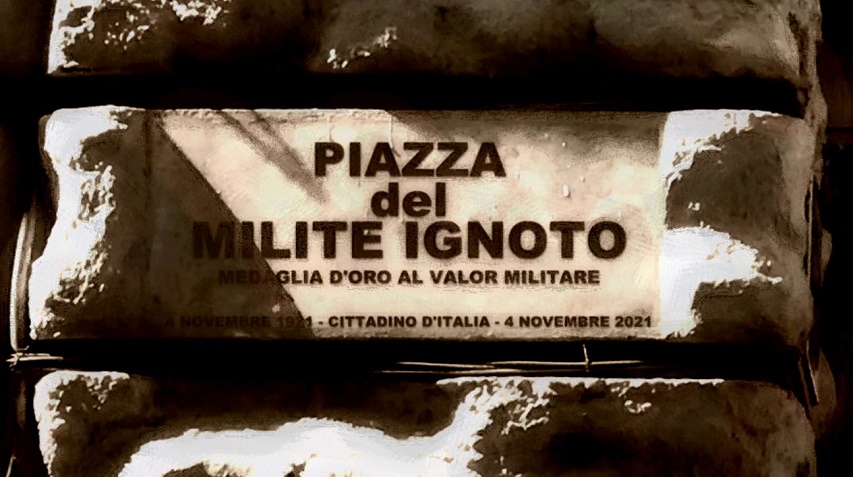 PIAZZA
del
MILITE IGNOTO
MEDAGLIA D'ORO AL VALOR MILITARE
4 NOVEMBRE 1921 - CITTADINO D'ITALIA - 4 NOVEMBRE 2021